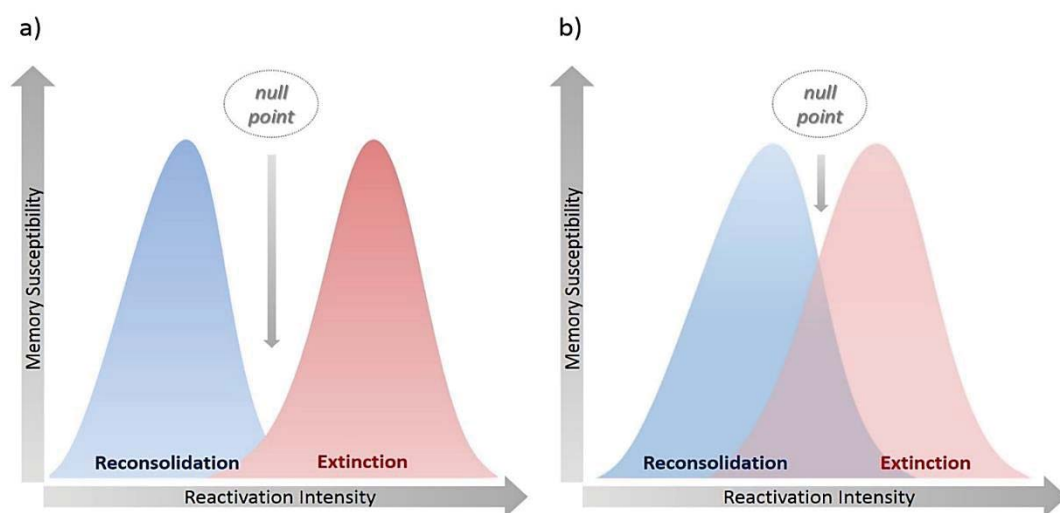 a)
null
point
Memory Susceptibility
Reconsolidation
Extinction
Reactivation Intensity
b)
null
point
Memory Susceptibility
Reconsolidation
Extinction
Reactivation Intensity